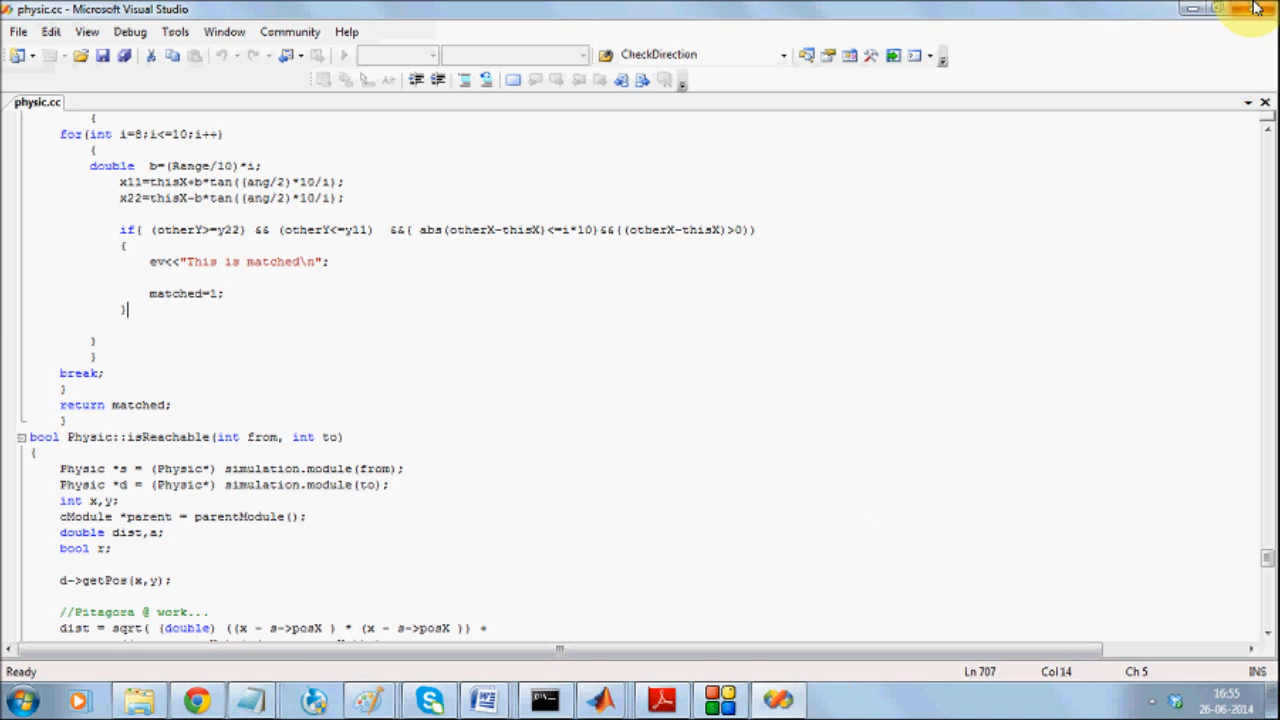 physic.cc - Microsoft Visual Studio
File Edit View Debug Tools Window Community Help
CheckDirection
physic.cc
{
for(int i=8;i<=10;i++)
{
double b=(Range/10)*i;
x11=thisX+b*tan((ang/2)*10/i);
x22=thisX-b*tan((ang/2)*10/i);
if( (otherY>=y22) && (otherY<=y11) &&( abs(otherX-thisX)<=i*10)&&((otherX-thisX)>0))
{
ev<<"This is matched\n";
matched=1;
}
}
}
break;
}
return matched;
}
bool Physic::isReachable(int from, int to)
{
Physic *s = (Physic*) simulation.module(from);
Physic *d = (Physic*) simulation.module(to);
int x,y;
cModule *parent = parentModule();
double dist,a;
bool r;
d->getPos(x,y);
//Pitagora @ work...
dist = sqrt( (double) ((x - s->posX ) * (x - s->posX )) +
Ready Ln 707 Col 14 Ch 5 INS
16:55
26-06-2014